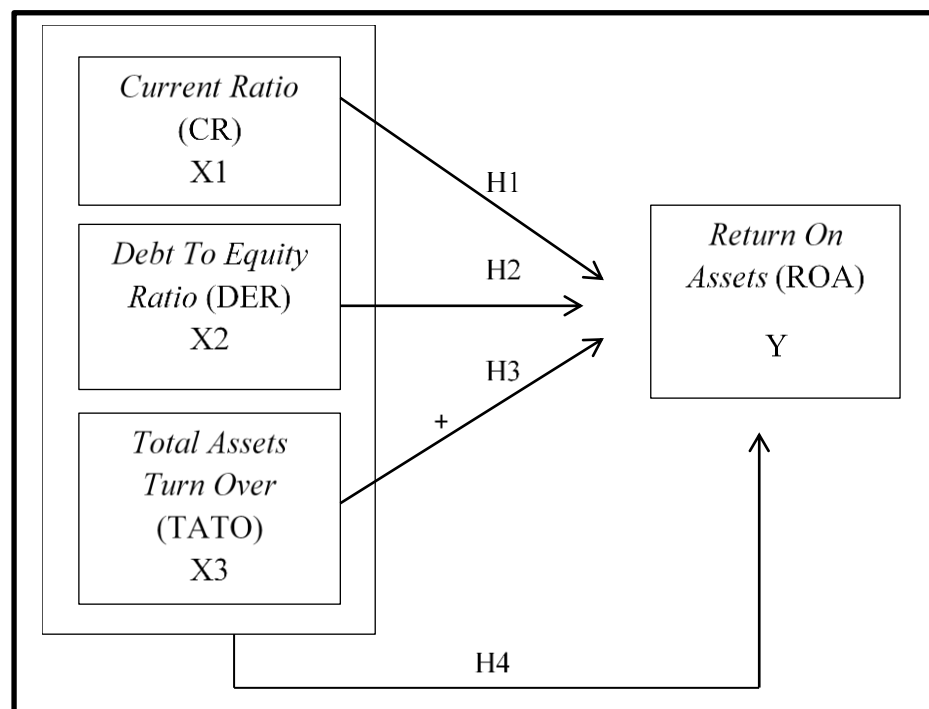 Current Ratio
(CR)
X1
H1
Debt To Equity
Ratio (DER)
X2
H2
Return On
Assets (ROA)
Y
H3
+
Total Assets
Turn Over
(TATO)
X3
H4